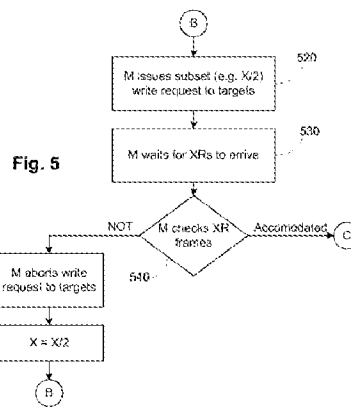 B
M issues subset (e.g. X/2)
write request to targets
520
M waits for XRs to arrive
530
Fig. 5
NOT
M checks XR
frames
Accomodated
C
540
M aborts write
request to targets
X = X/2
B